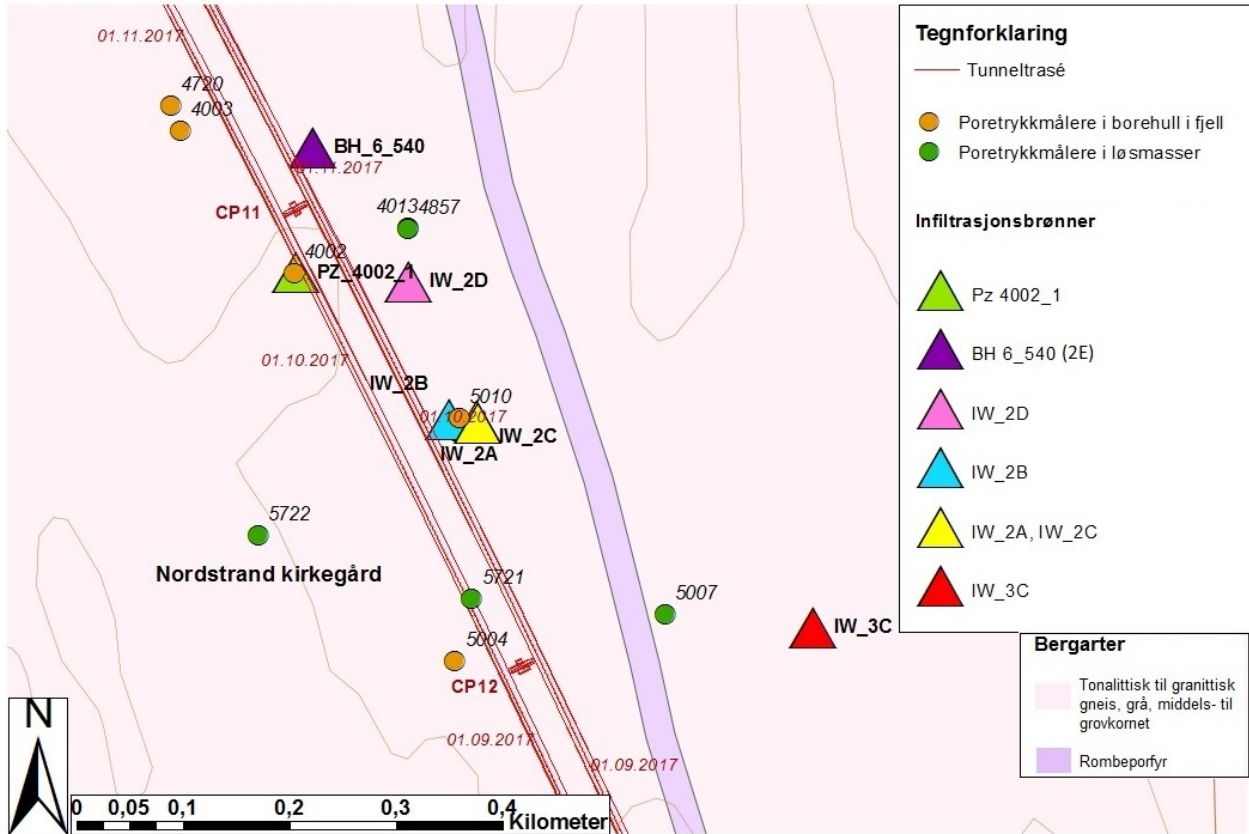 01.11.2017
4720
4003
BH_6_540
01.11.2017
CP11
40134857
4002
PZ_4002_1
IW_2D
01.10.2017
IW_2B
5010
01.10.2017
IW_2C
IW_2A
5722
Nordstrand kirkegård
5721
5007
IW_3C
5004
CP12
01.09.2017
01.09.2017
N
0 0,05 0,1 0,2 0,3 0,4
Kilometer
Tegnforklaring
Tunneltrasé
Poretrykkmålere i borehull i fjell
Poretrykkmålere i løsmasser
Infiltrasjonsbrønner
Pz 4002_1
BH 6_540 (2E)
IW_2D
IW_2B
IW_2A, IW_2C
IW_3C
Bergarter
Tonalittisk til granittisk
gneis, grå, middels- til
grovkornet
Rombeporfyr